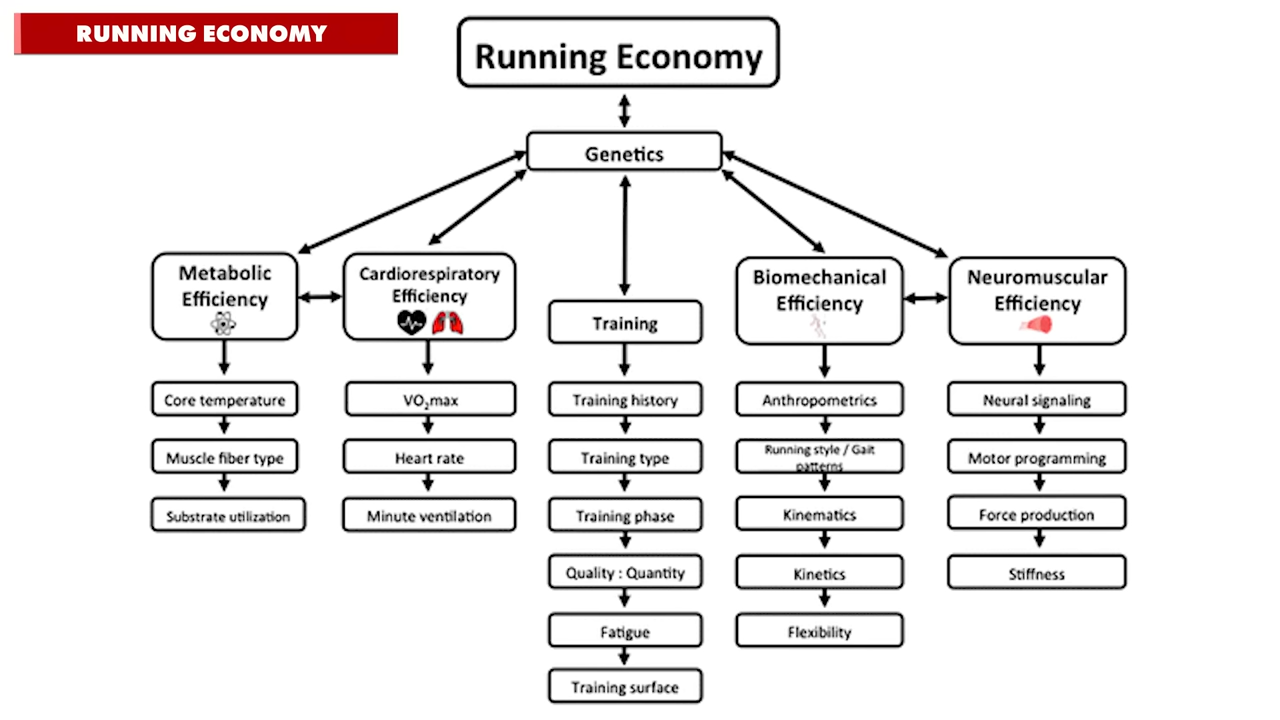 RUNNING ECONOMY
Running Economy
Genetics
Metabolic
Efficiency
Cardiorespiratory
Efficiency
Training
Biomechanical
Efficiency
Neuromuscular
Efficiency
Core temperature
Muscle fiber type
Substrate utilization
VO₂max
Heart rate
Minute ventilation
Training history
Training type
Training phase
Quality : Quantity
Fatigue
Training surface
Anthropometrics
Running style / Gait
patterns
Kinematics
Kinetics
Flexibility
Neural signaling
Motor programming
Force production
Stiffness